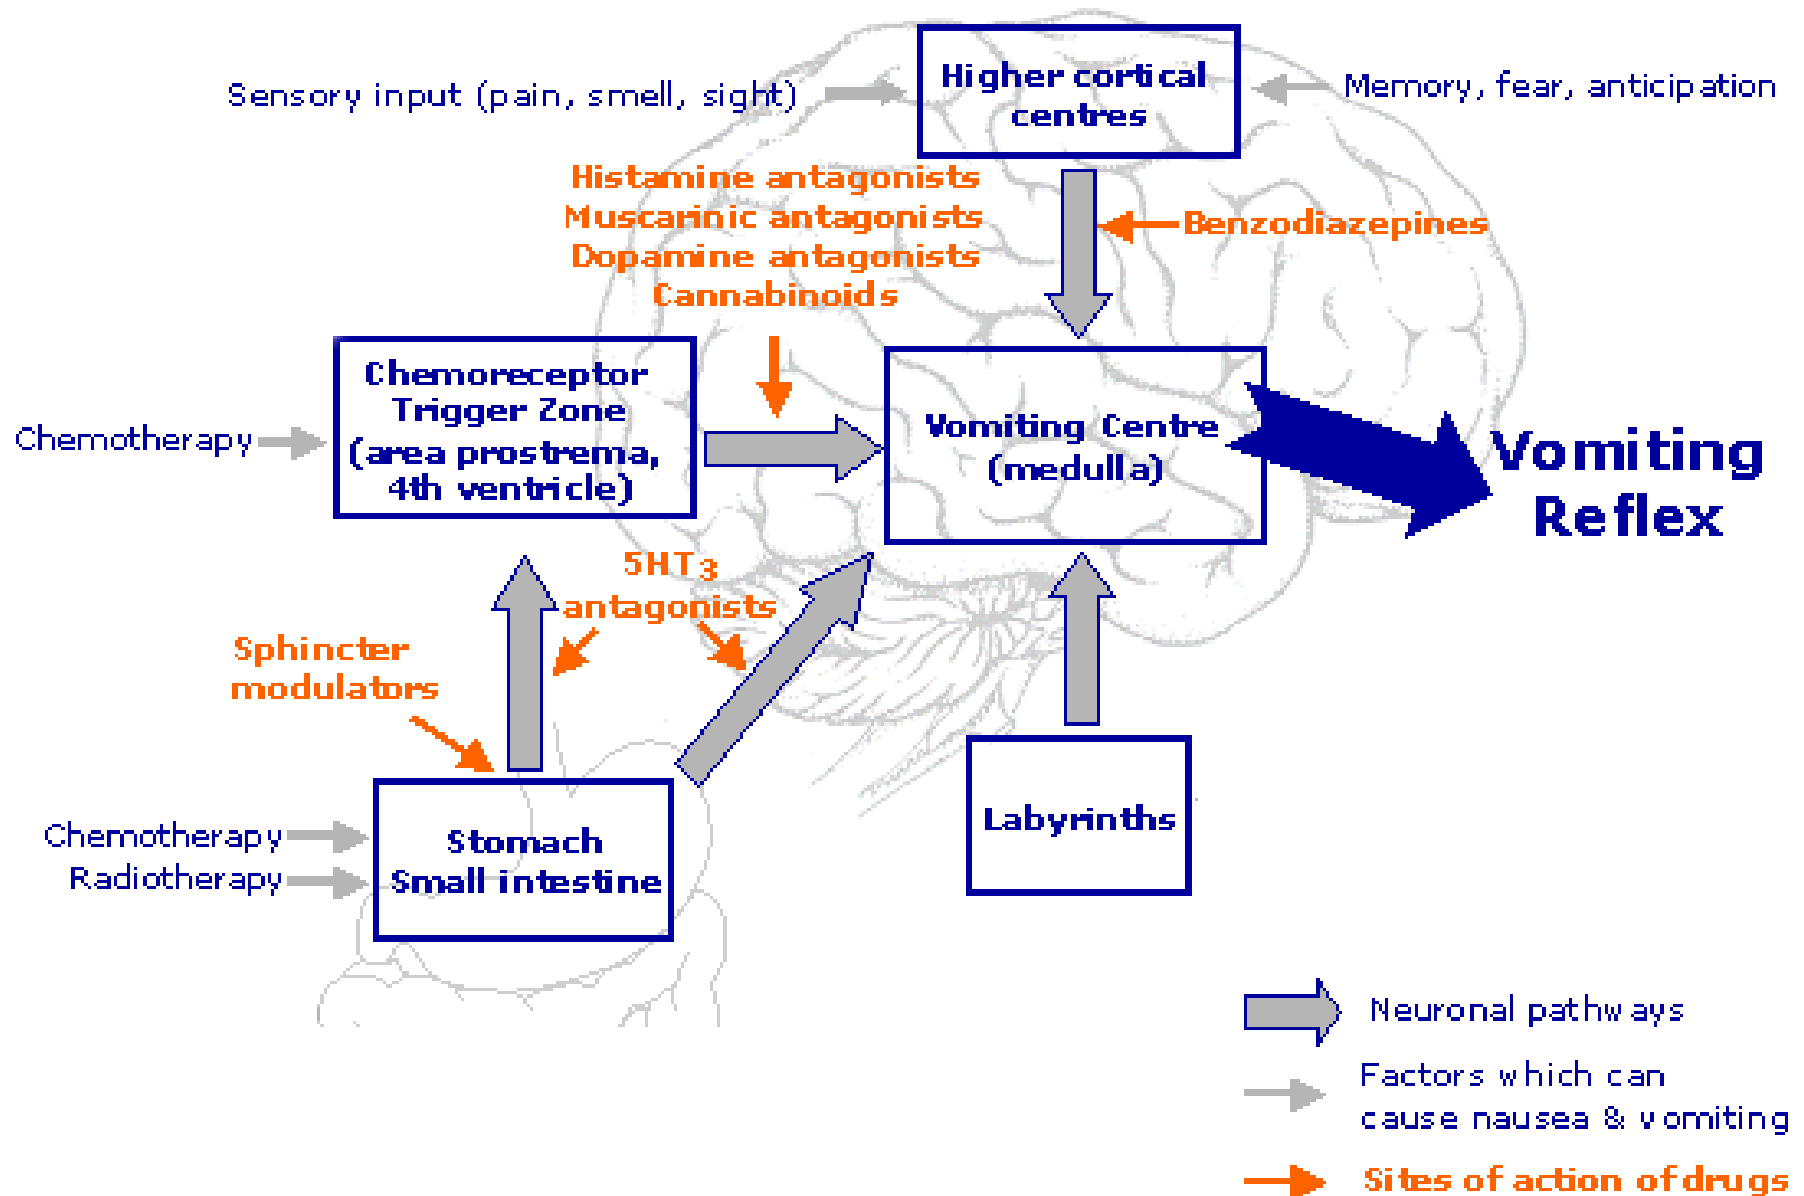 Higher cortical
centres
Sensory input (pain, smell, sight)
Memory, fear, anticipation
Histamine antagonists
Muscarinic antagonists
Dopamine antagonists
Cannabinoids
Benzodiazepines
Chemoreceptor
Trigger Zone
(area prostrema,
4th ventricle)
Chemotherapy
Vomiting Centre
(medulla)
Vomiting
Reflex
5HT3
antagonists
Sphincter
modulators
Chemotherapy
Radiotherapy
Stomach
Small intestine
Labyrinths
Neuronal pathways
Factors which can
cause nausea & vomiting
Sites of action of drugs